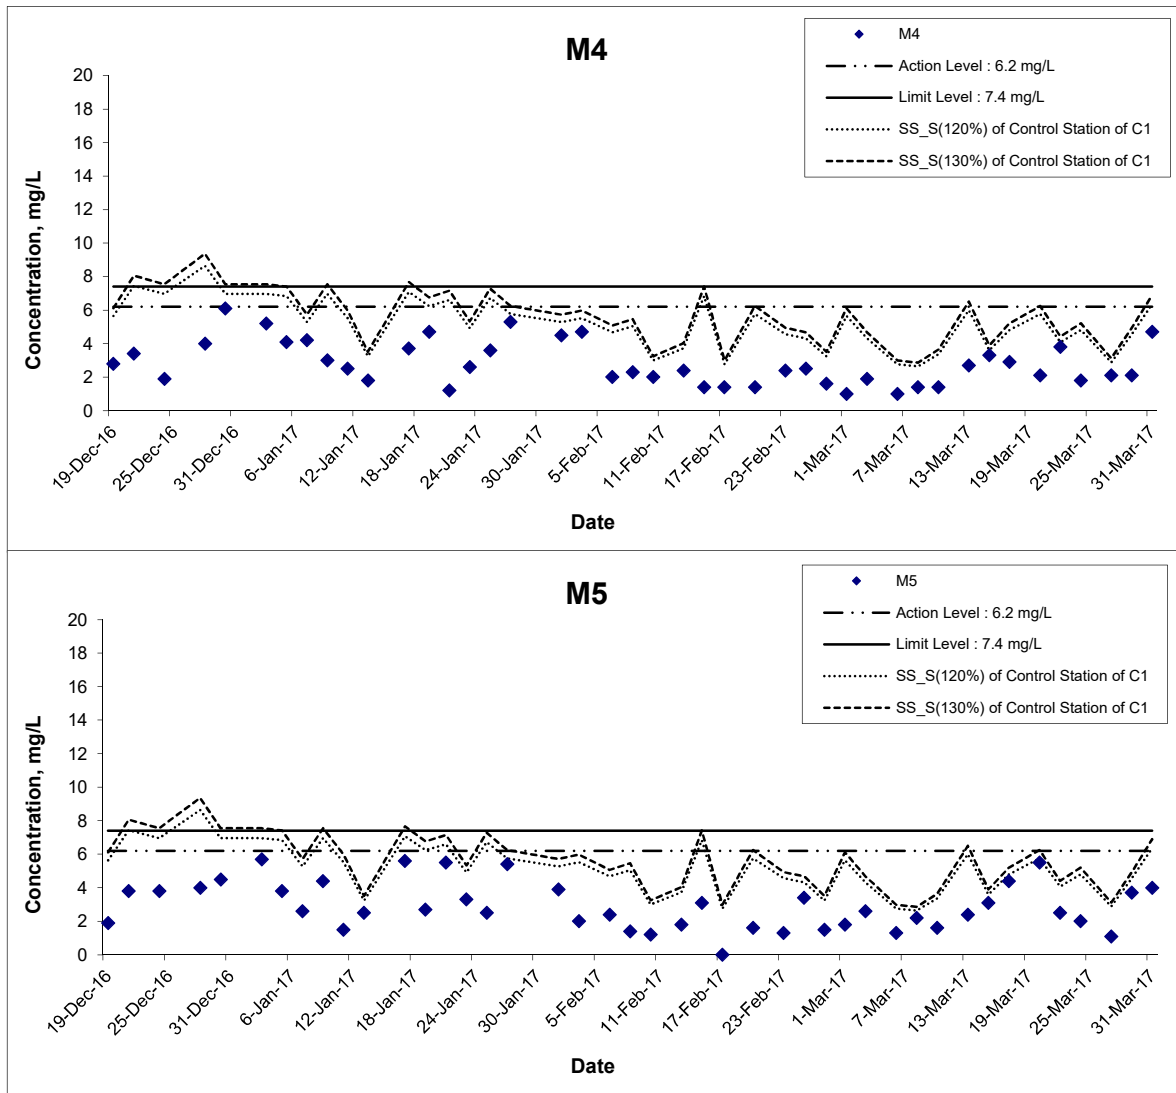 M4
M4
Action Level : 6.2 mg/L
Limit Level : 7.4 mg/L
SS_S(120%) of Control Station of C1
SS_S(130%) of Control Station of C1
Concentration, mg/L
20
18
16
14
12
10
8
6
4
2
0
19-Dec-16
25-Dec-16
31-Dec-16
6-Jan-17
12-Jan-17
18-Jan-17
24-Jan-17
30-Jan-17
5-Feb-17
11-Feb-17
17-Feb-17
23-Feb-17
1-Mar-17
7-Mar-17
13-Mar-17
19-Mar-17
25-Mar-17
31-Mar-17
Date
M5
M5
Action Level : 6.2 mg/L
Limit Level : 7.4 mg/L
SS_S(120%) of Control Station of C1
SS_S(130%) of Control Station of C1
Concentration, mg/L
20
18
16
14
12
10
8
6
4
2
0
19-Dec-16
25-Dec-16
31-Dec-16
6-Jan-17
12-Jan-17
18-Jan-17
24-Jan-17
30-Jan-17
5-Feb-17
11-Feb-17
17-Feb-17
23-Feb-17
1-Mar-17
7-Mar-17
13-Mar-17
19-Mar-17
25-Mar-17
31-Mar-17
Date